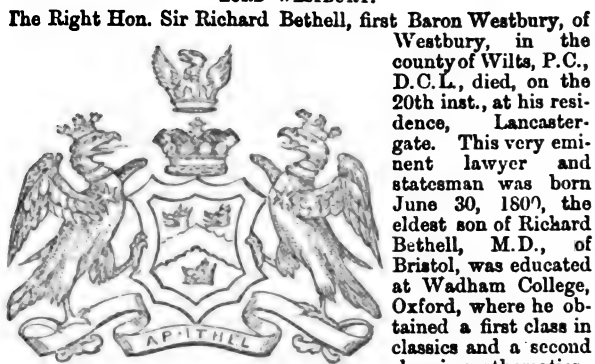 LORD WESTBURY.
The Right Hon. Sir Richard Bethell, first Baron Westbury, of
Westbury, in the
county of Wilts, P.C.,
D.C.L., died, on the
20th inst., at his resi-
dence, Lancaster-
gate. This very emi-
nent lawyer and
statesman was born
June 30, 1800, the
eldest son of Richard
Bethell, M.D., of
Bristol, was educated
at Wadham College,
Oxford, where he ob-
tained a first class in
classics and a second
AP·ITHEL